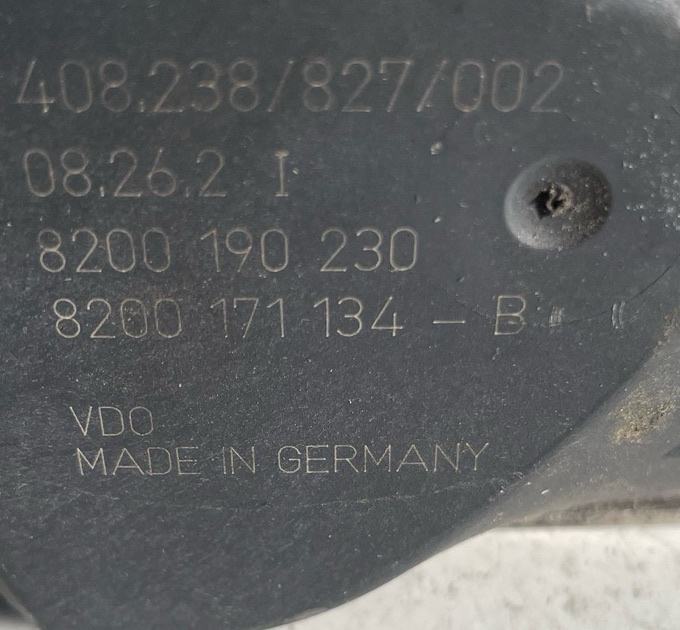 408.238/827/002
08.26.2 I
8200 190 230
8200 171 134 - B
VDO
MADE IN GERMANY